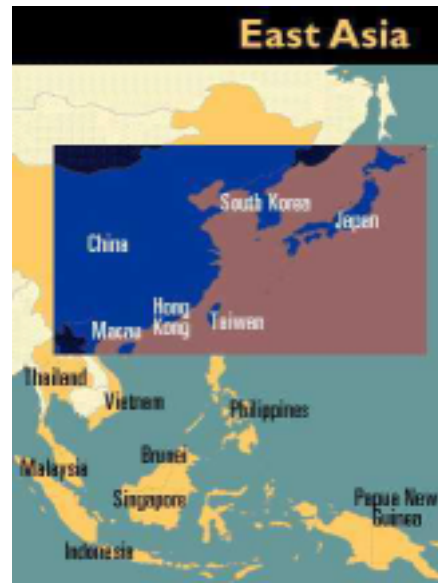 East Asia
South Korea
Japan
China
Hong
Kong
Macau
Taiwan
Thailand
Vietnam
Philippines
Malaysia
Brunei
Singapore
Papua New
Guinea
Indonesia